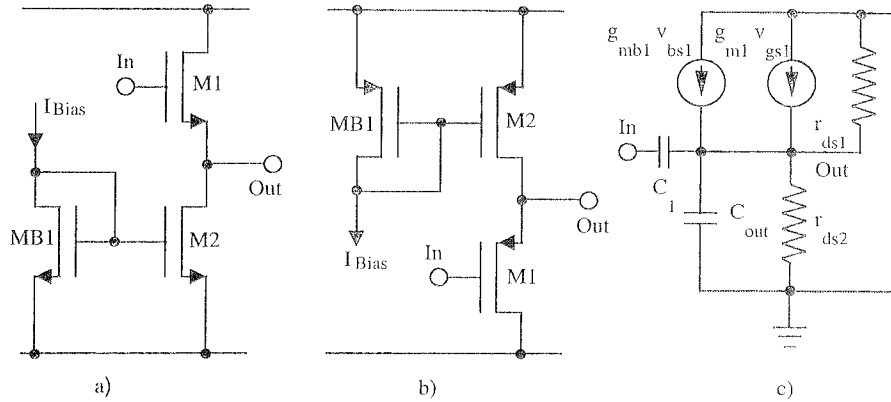 In
M1
I Bias
MB1
M2
Out
a)
MB1
M2
I Bias
In
M1
Out
b)
g mb1 v bs1
g m1 v gs1
In
r ds1
Out
C 1
C out
r ds2
c)